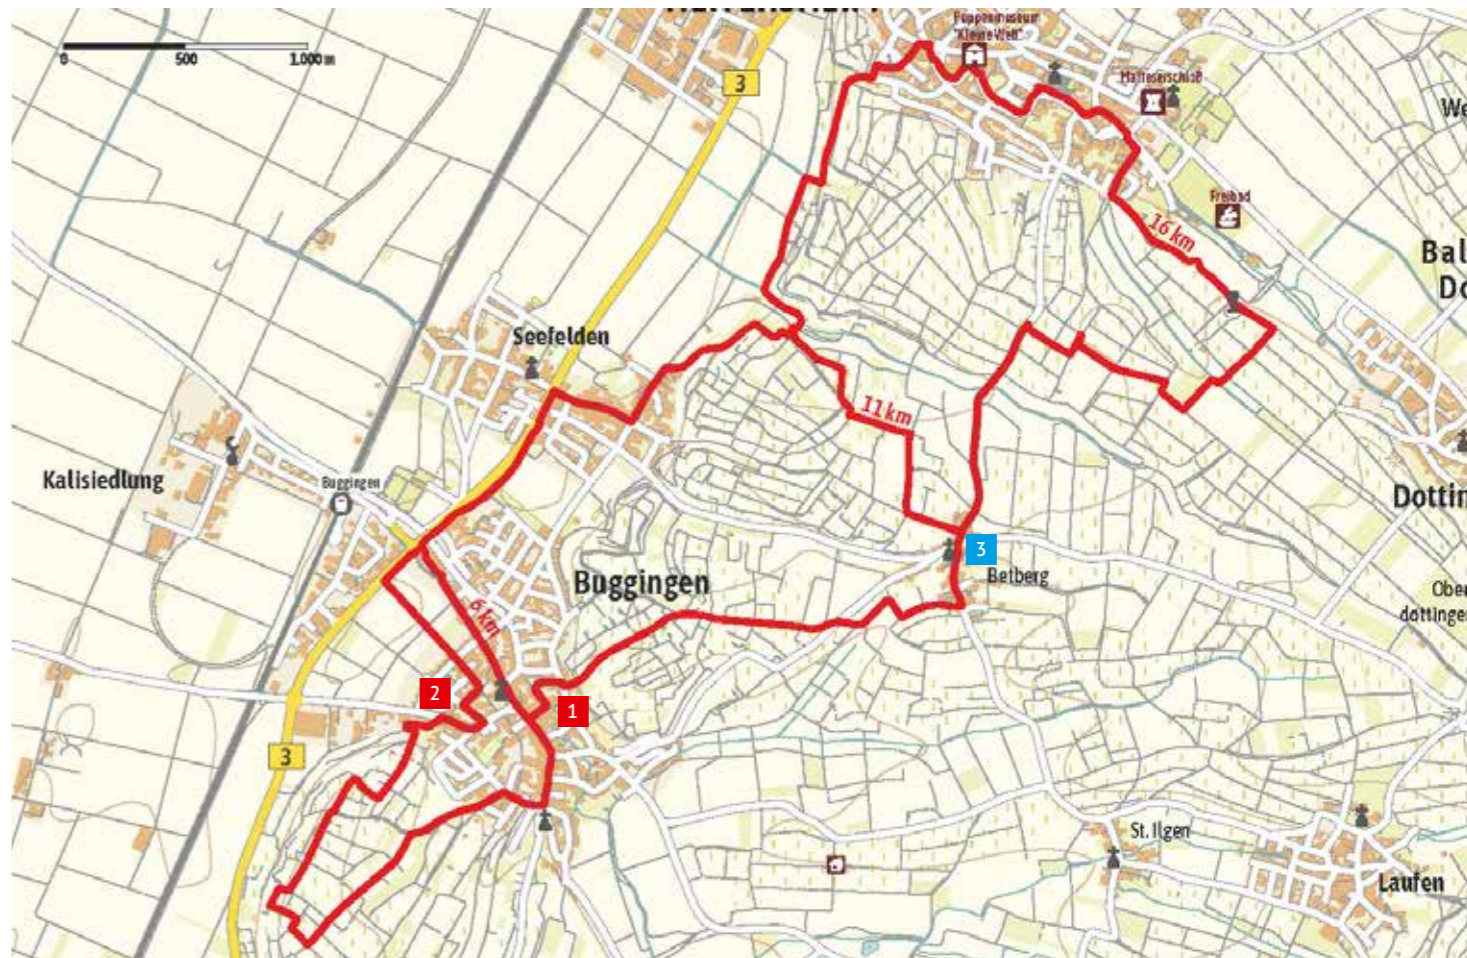 Puppenmuseum
"Kleine Welt"
0 500 1.000 m
3
Malteserschloß
We
Freibad
16 km
Bal
Do
Seefelden
11 km
Kalisiedlung
Buggingen
Dottin
3
Betberg
Buggingen
Ober
dottinge
6 km
2
1
3
St. Ilgen
Laufen